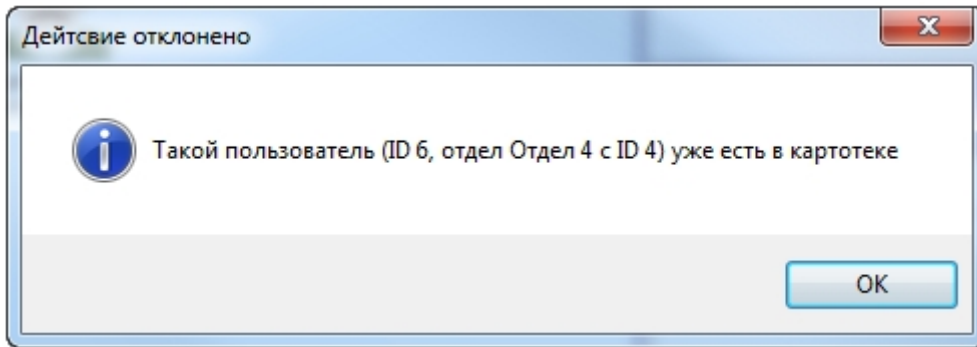 Дейтсвие отклонено
Такой пользователь (ID 6, отдел Отдел 4 с ID 4) уже есть в картотеке
OK